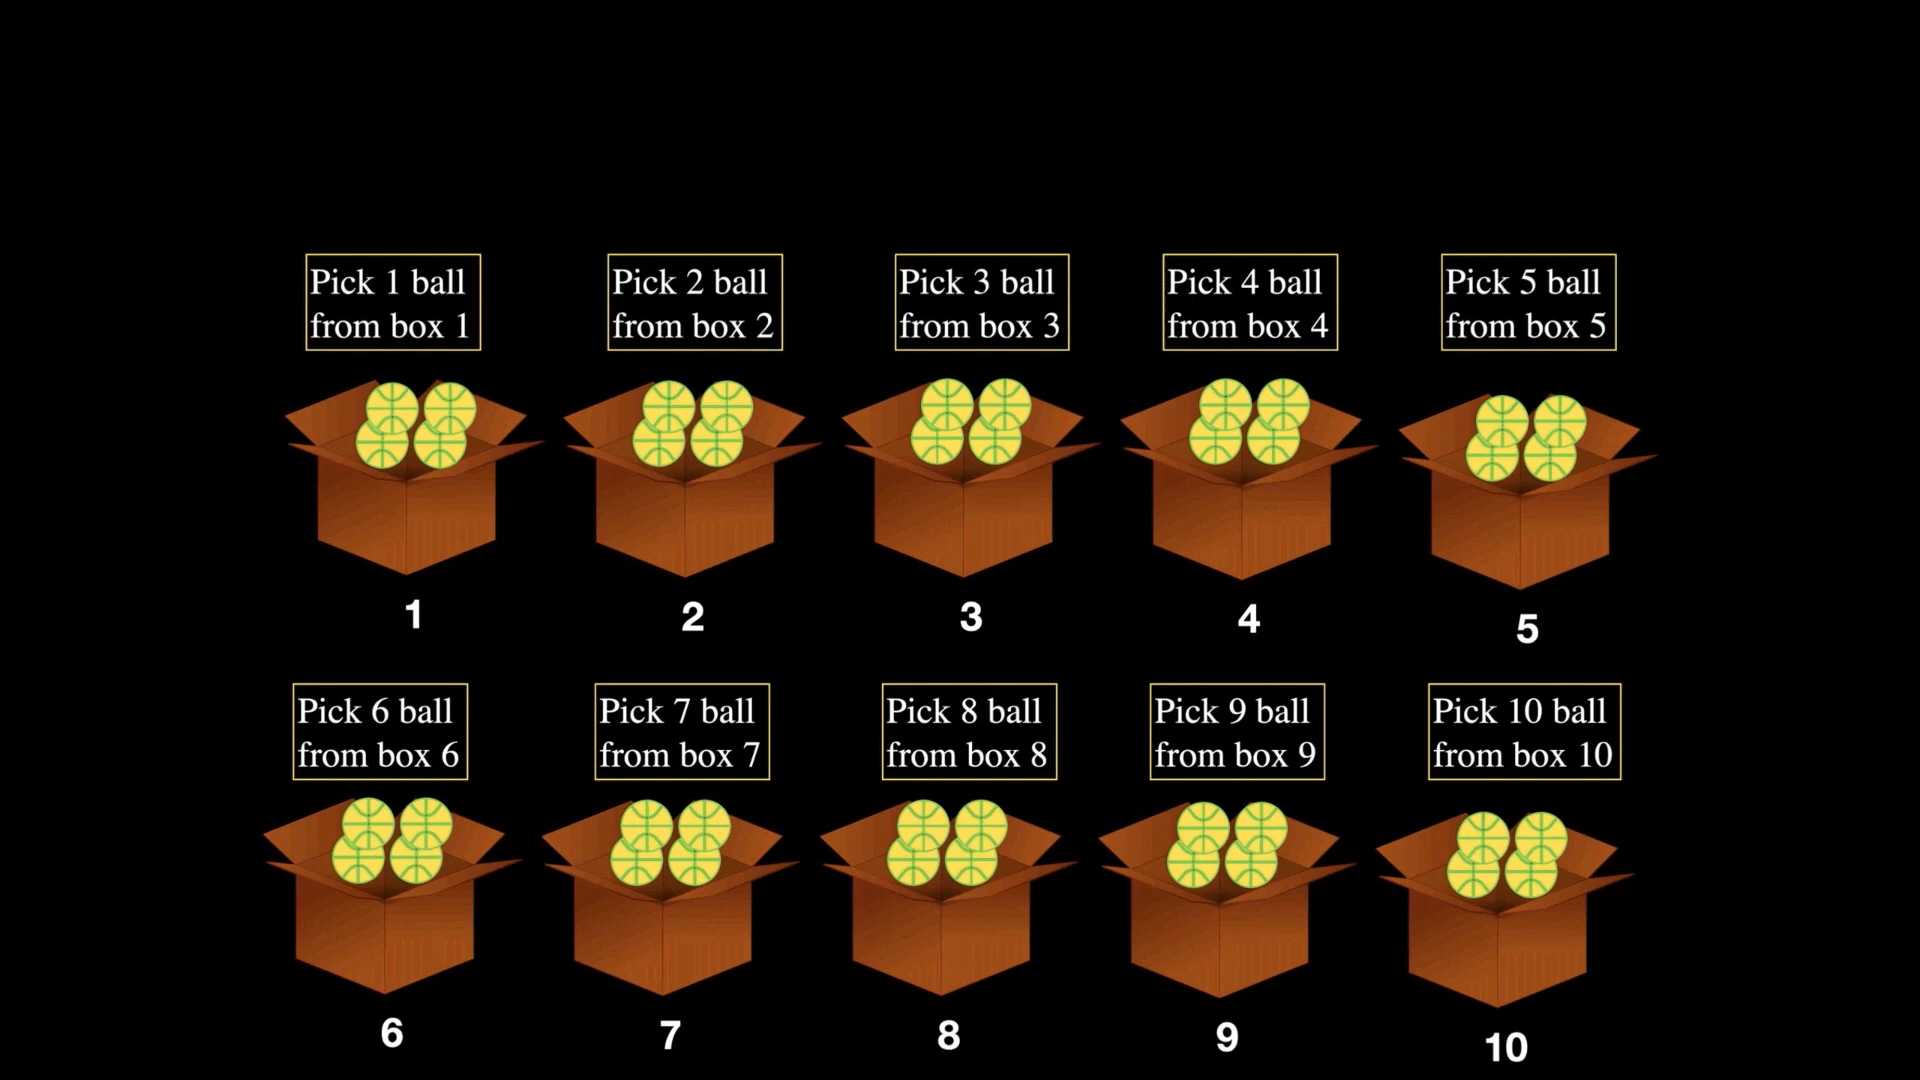 Pick 1 ball
from box 1
Pick 2 ball
from box 2
Pick 3 ball
from box 3
Pick 4 ball
from box 4
Pick 5 ball
from box 5
1
2
3
4
5
Pick 6 ball
from box 6
Pick 7 ball
from box 7
Pick 8 ball
from box 8
Pick 9 ball
from box 9
Pick 10 ball
from box 10
6
7
8
9
10